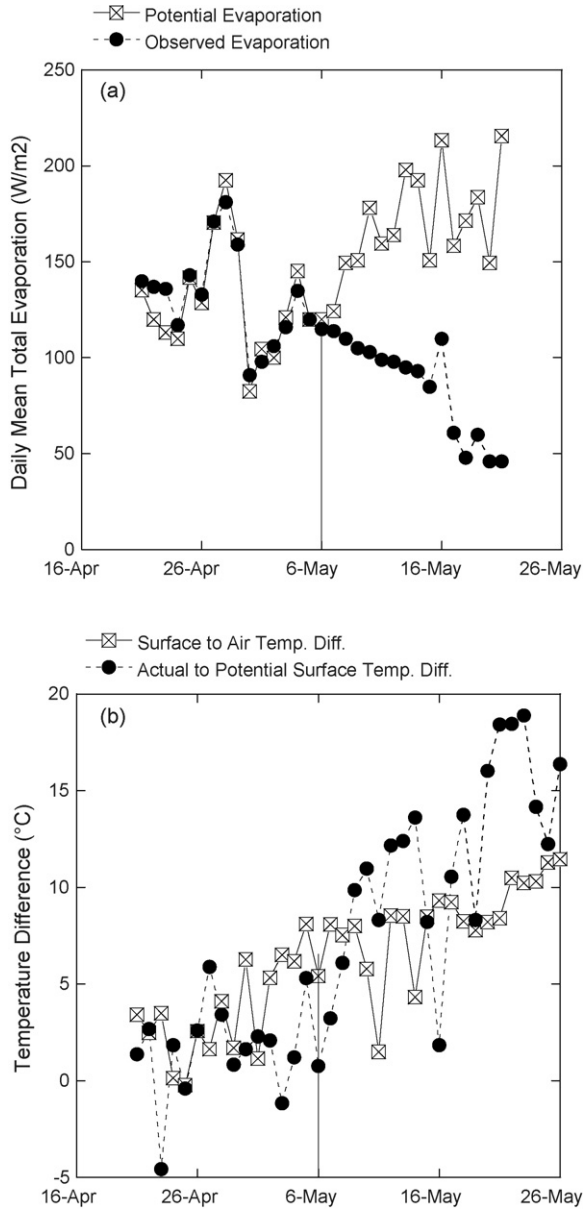 Potential Evaporation
Observed Evaporation
250
(a)
200
150
100
50
0
Daily Mean Total Evaporation (W/m2)
16-Apr 26-Apr 6-May 16-May 26-May
Surface to Air Temp. Diff.
Actual to Potential Surface Temp. Diff.
20
(b)
15
10
5
0
-5
Temperature Difference (°C)
16-Apr 26-Apr 6-May 16-May 26-May